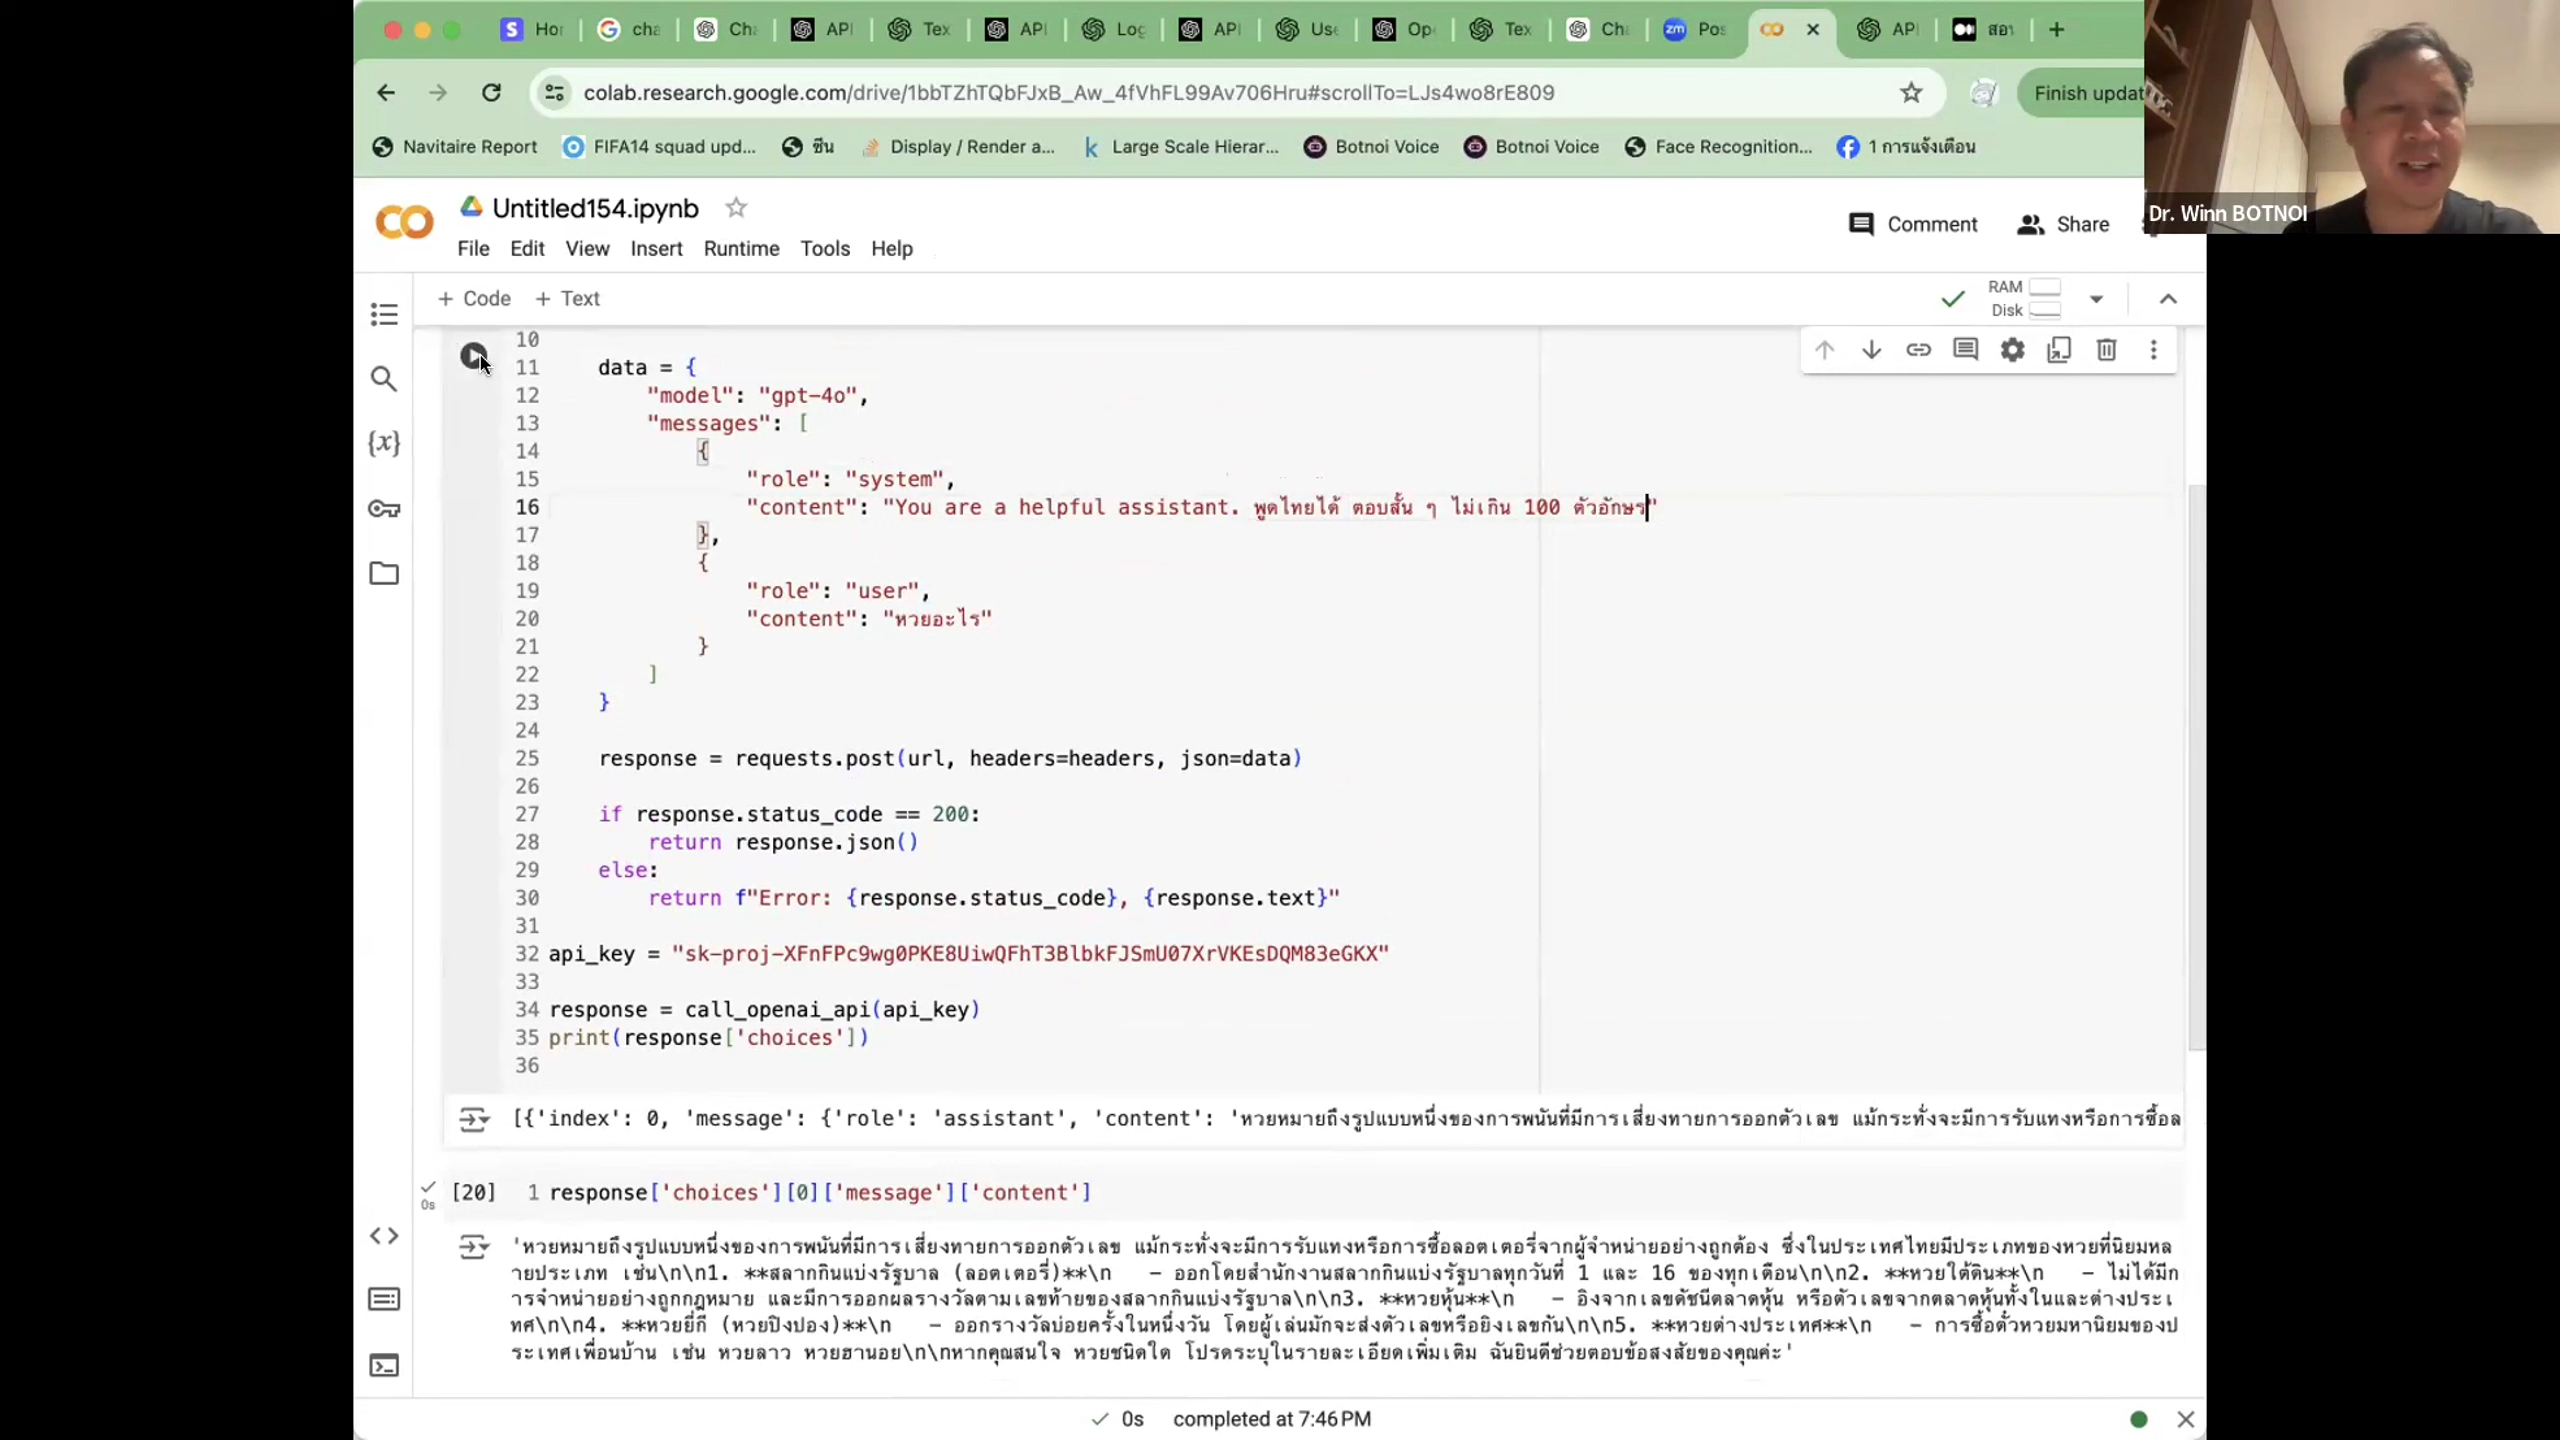 Hor
cha
Cha
API
Tex
API
Log
API
Use
Ope
Tex
Cha
zm Pos
API
สอน
colab.research.google.com/drive/1bbTZhTQbFJxB_Aw_4fVhFL99Av706Hru#scrollTo=LJs4wo8rE809
Finish updat
Navitaire Report
FIFA14 squad upd...
ซีน
Display / Render a...
Large Scale Hierar...
Botnoi Voice
Botnoi Voice
Face Recognition...
1 การแจ้งเตือน
Dr. Winn BOTNOI
Untitled154.ipynb
Comment
Share
File Edit View Runtime Tools Help
+ Code + Text
RAM
Disk
10
11 data = {
12 "model": "gpt-4o",
13 "messages": [
14 {
15 "role": "system",
16 "content": "You are a helpful assistant. พูดไทยได้ ตอบสั้น ๆ ไม่เกิน 100 ตัวอักษร"
17 },
18 {
19 "role": "user",
20 "content": "หวยอะไร"
21 }
22 ]
23 }
24
25 response = requests.post(url, headers=headers, json=data)
26
27 if response.status_code == 200:
28 return response.json()
29 else:
30 return f"Error: {response.status_code}, {response.text}"
31
32 api_key = "sk-proj-XFnFPc9wg0PKE8UiwQFhT3BlbkFJSmU07XrVKEsDQM83eGKX"
33
34 response = call_openai_api(api_key)
35 print(response['choices'])
36
[{'index': 0, 'message': {'role': 'assistant', 'content': 'หวยหมายถึงรูปแบบหนึ่งของการพนันที่มีการเสี่ยงทายการออกตัวเลข แม้กระทั่งจะมีการรับแทงหรือการซื้อล
0s
[20] 1 response['choices'][0]['message']['content']
'หวยหมายถึงรูปแบบหนึ่งของการพนันที่มีการเสี่ยงทายการออกตัวเลข แม้กระทั่งจะมีการรับแทงหรือการซื้อลอตเตอรี่จากผู้จำหน่ายอย่างถูกต้อง ซึ่งในประเทศไทยมีประเภทของหวยที่นิยมหล
ายประเภท เช่น\n\n1. **สลากกินแบ่งรัฐบาล (ลอตเตอรี่)**\n - ออกโดยสำนักงานสลากกินแบ่งรัฐบาลทุกวันที่ 1 และ 16 ของทุกเดือน\n\n2. **หวยใต้ดิน**\n - ไม่ได้มีก
ารจำหน่ายอย่างถูกกฎหมาย และมีการออกผลรางวัลตามเลขท้ายของสลากกินแบ่งรัฐบาล\n\n3. **หวยหุ้น**\n - อิงจากเลขดัชนีตลาดหุ้น หรือตัวเลขจากตลาดหุ้นทั้งในและต่างประเ
ทศ\n\n4. **หวยยี่กี (หวยปิงปอง)**\n - ออกรางวัลบ่อยครั้งในหนึ่งวัน โดยผู้เล่นมักจะส่งตัวเลขหรือยิงเลขกัน\n\n5. **หวยต่างประเทศ**\n - การซื้อตั๋วหวยมหานิยมของป
ระเทศเพื่อนบ้าน เช่น หวยลาว หวยฮานอย\n\nหากคุณสนใจ หวยชนิดใด โปรดระบุในรายละเอียดเพิ่มเติม ฉันยินดีช่วยตอบข้อสงสัยของคุณค่ะ'
0s completed at 7:46 PM